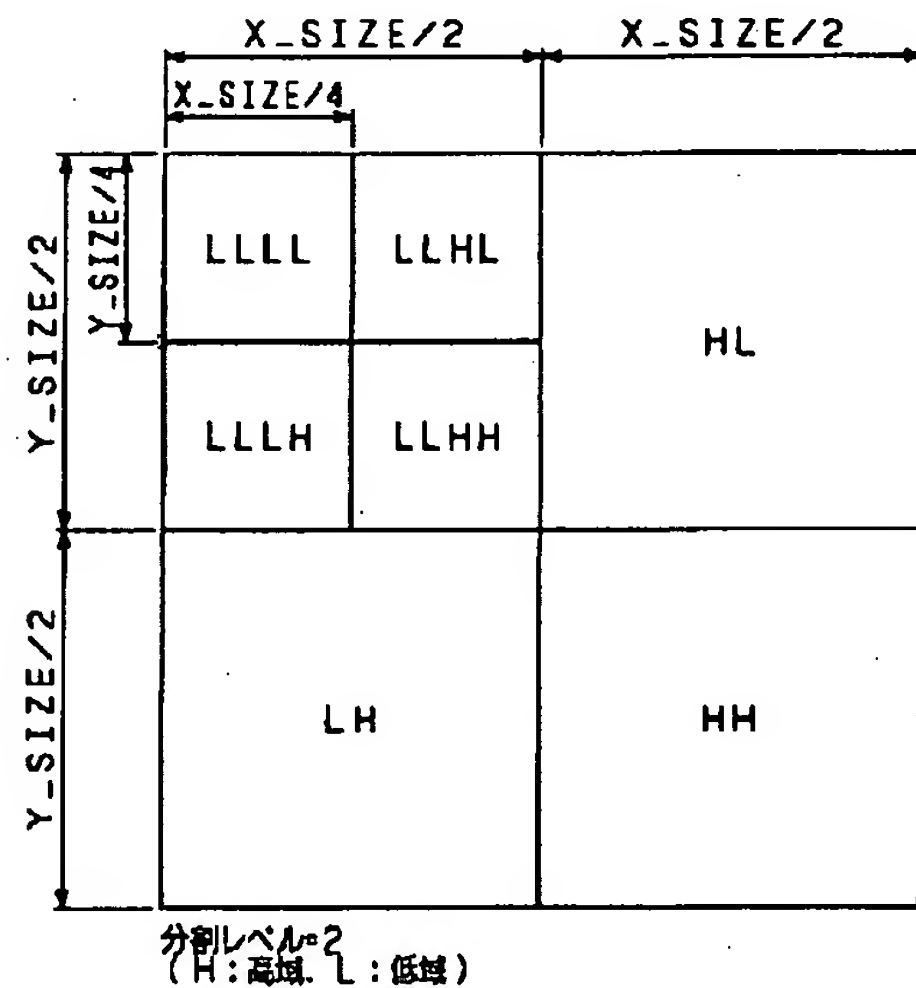 X_SIZE/2 X_SIZE/2
X_SIZE/4
Y_SIZE/2
Y_SIZE/4
LLLL LLHL
HL
LLLH LLHH
Y_SIZE/2
LH HH
分割レベル=2
(H:高域. L:低域)